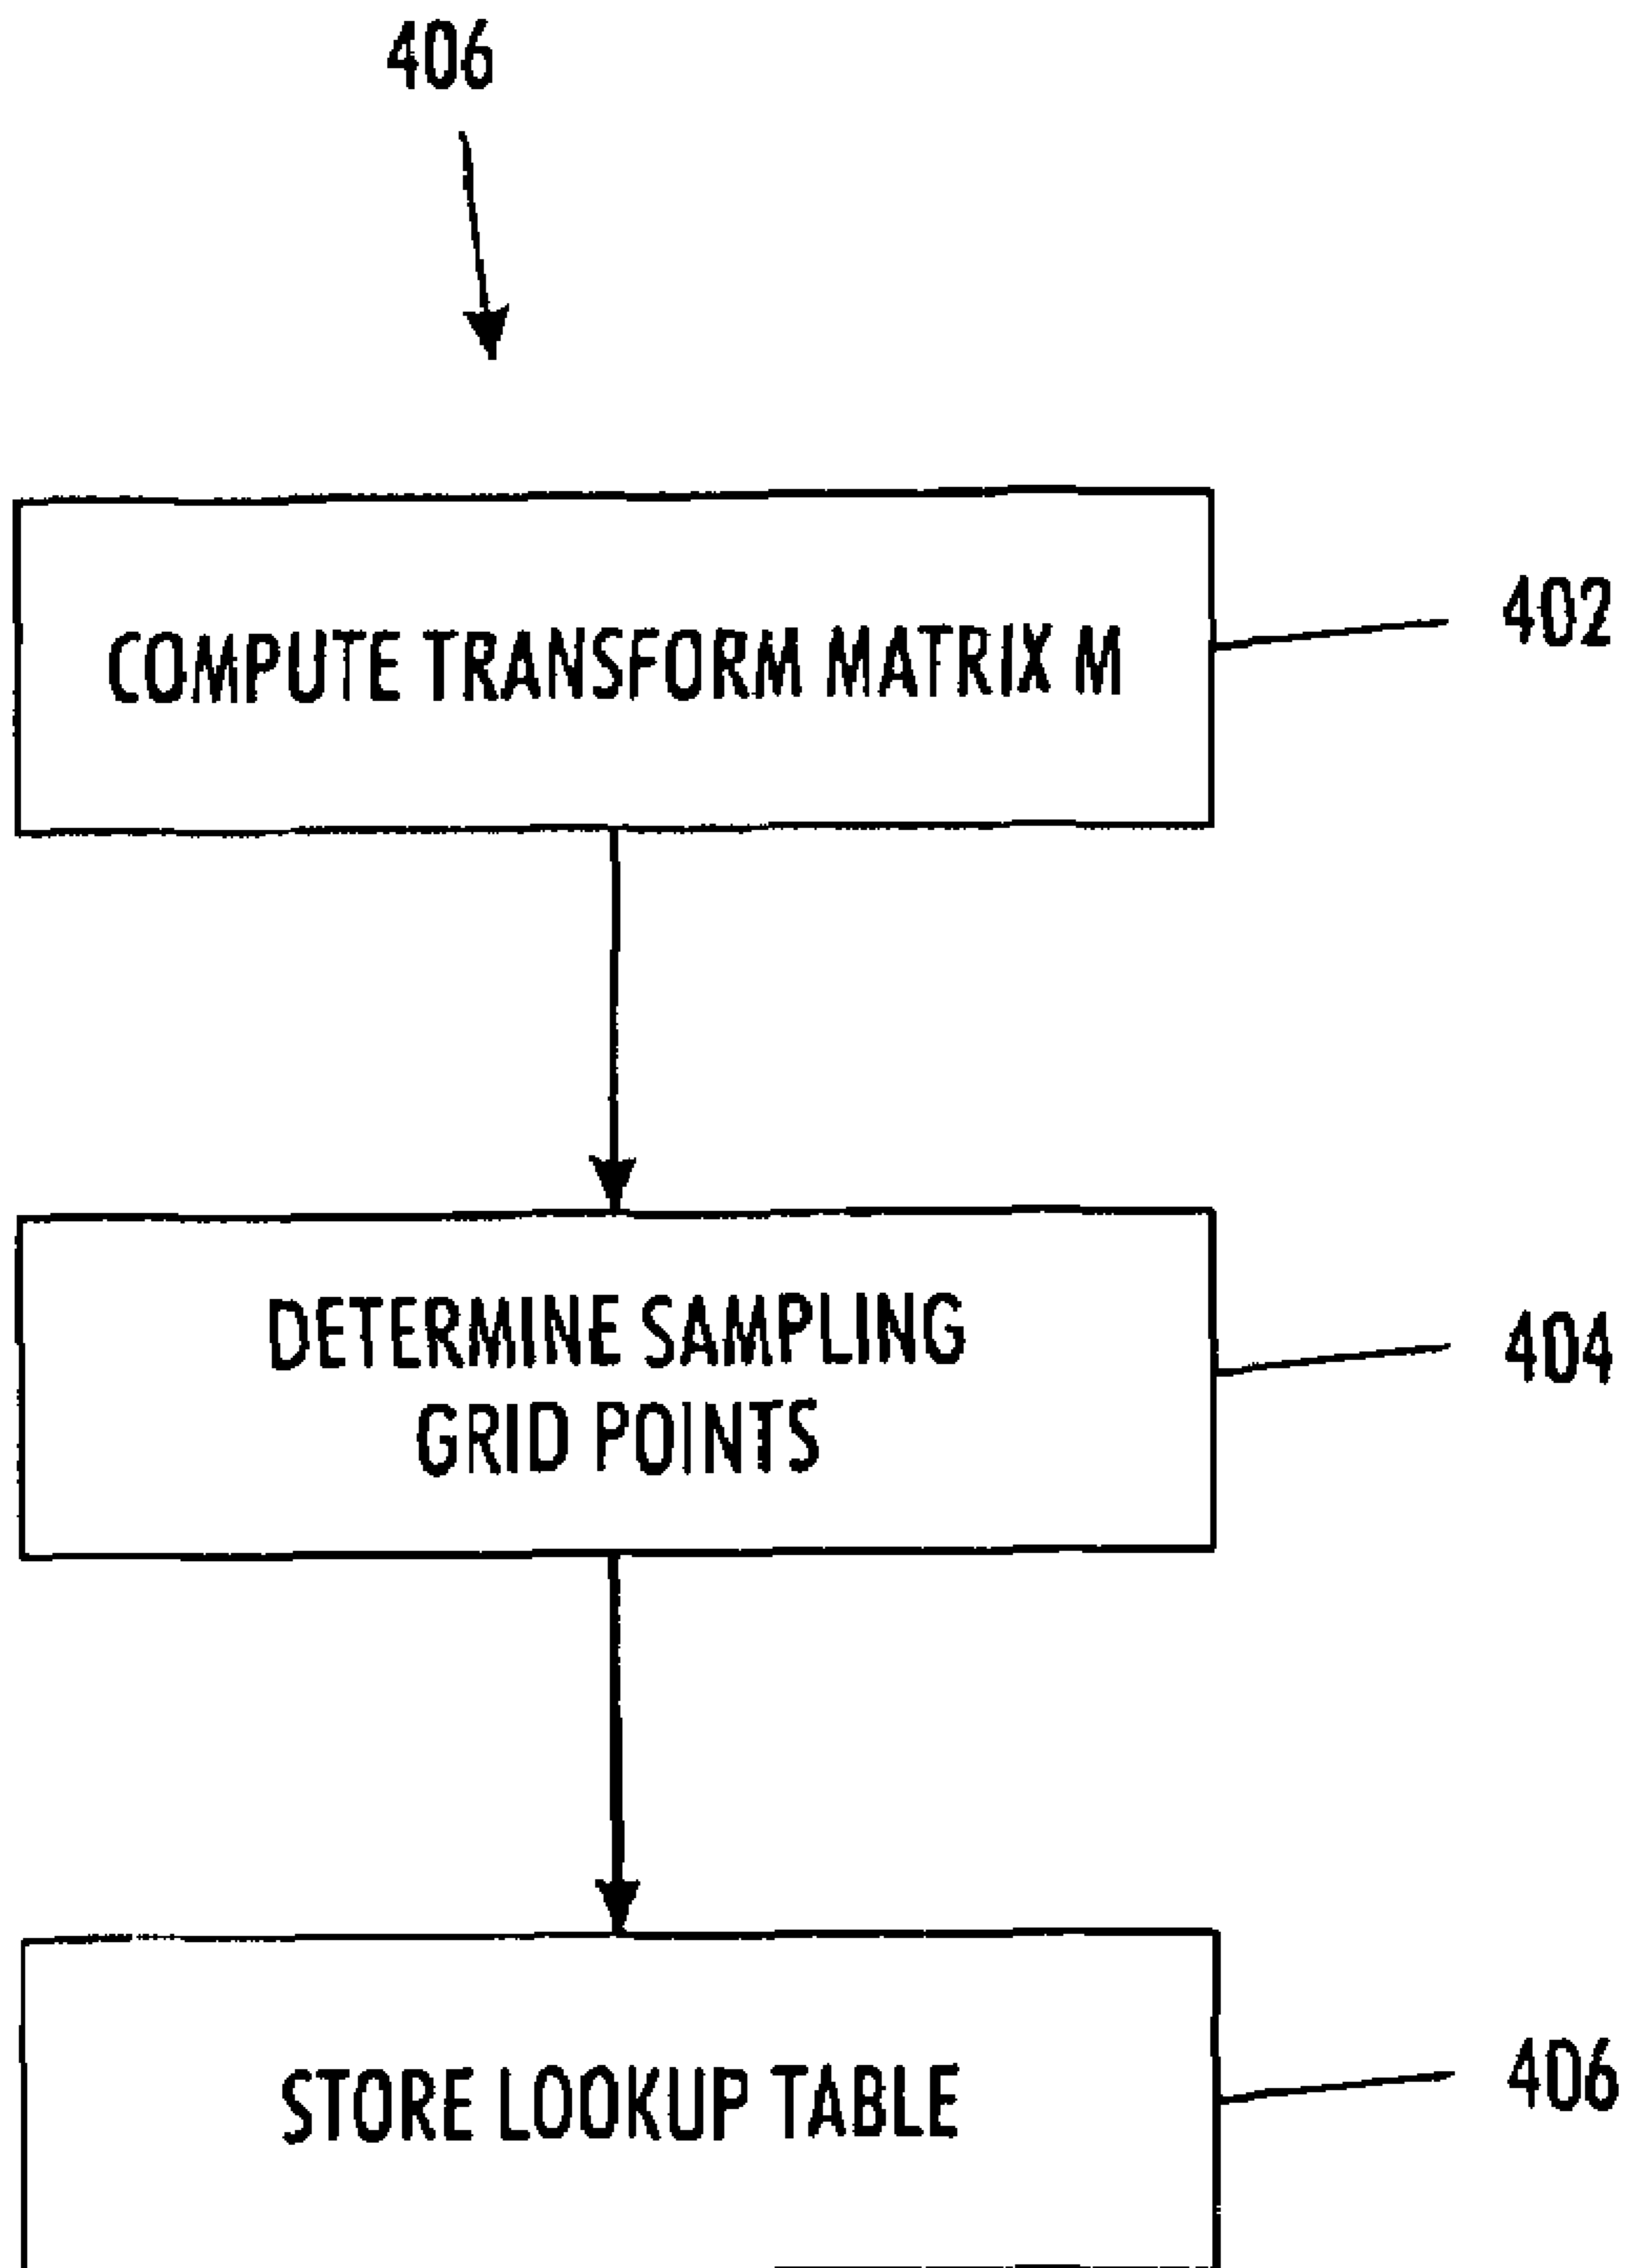 406
COMPUTE TRANSFORM MATRIX M
402
DETERMINE SAMPLING
GRID POINTS
404
STORE LOOKUP TABLE
406